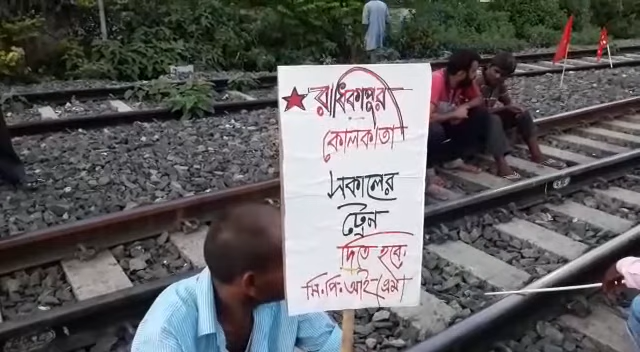 রাধিকাপুর
কোলকাতা
সকালের
ট্রেন
দিতে হবে
সি.পি.আই.এম